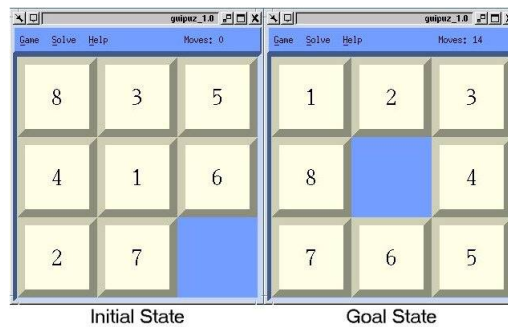 guipuz_1.0
Game Solve Help Moves: 0
8 3 5
4 1 6
2 7
Initial State
guipuz_1.0
Game Solve Help Moves: 14
1 2 3
8 4
7 6 5
Goal State